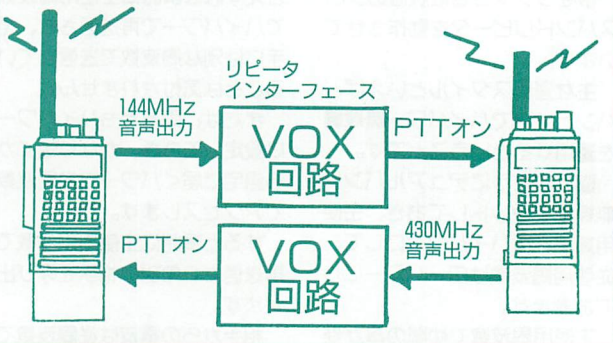 リピータ
インターフェース
144MHz
音声出力
VOX
回路
PTTオン
PTTオン
VOX
回路
430MHz
音声出力